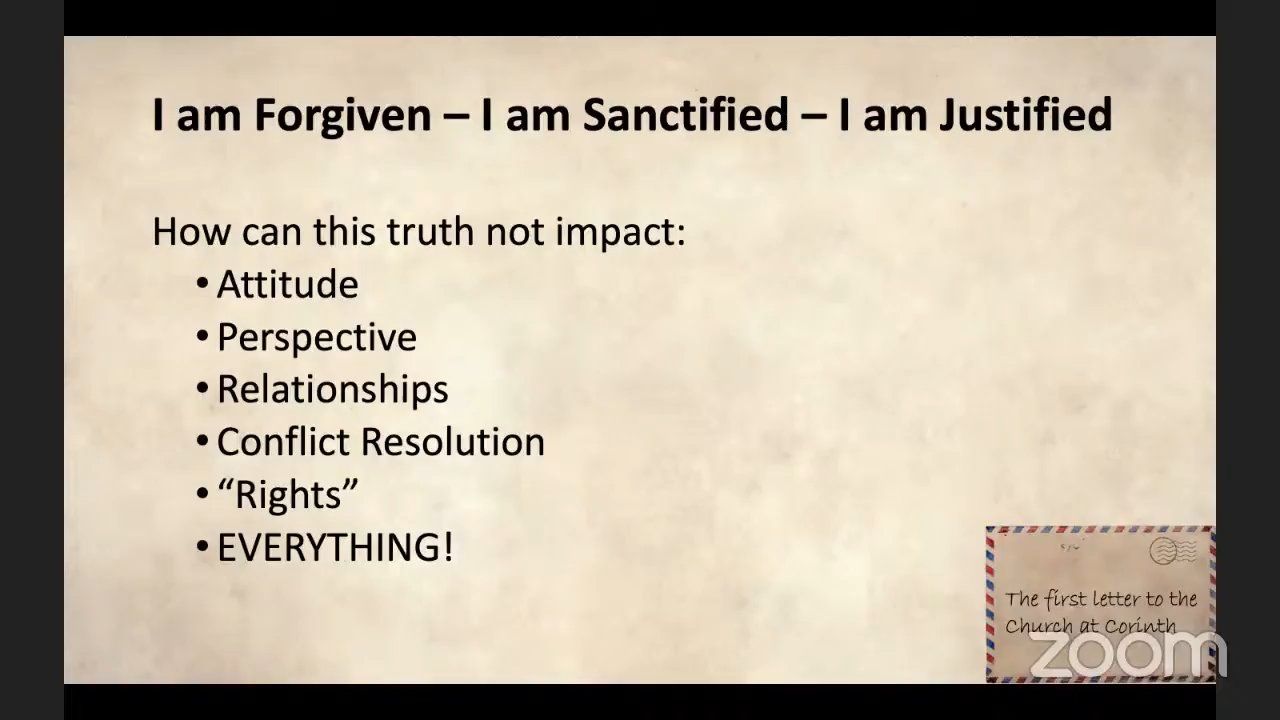 I am Forgiven – I am Sanctified – I am Justified
How can this truth not impact:
• Attitude
• Perspective
• Relationships
• Conflict Resolution
• “Rights”
• EVERYTHING!
The first letter to the
Church at Corinth
zoom